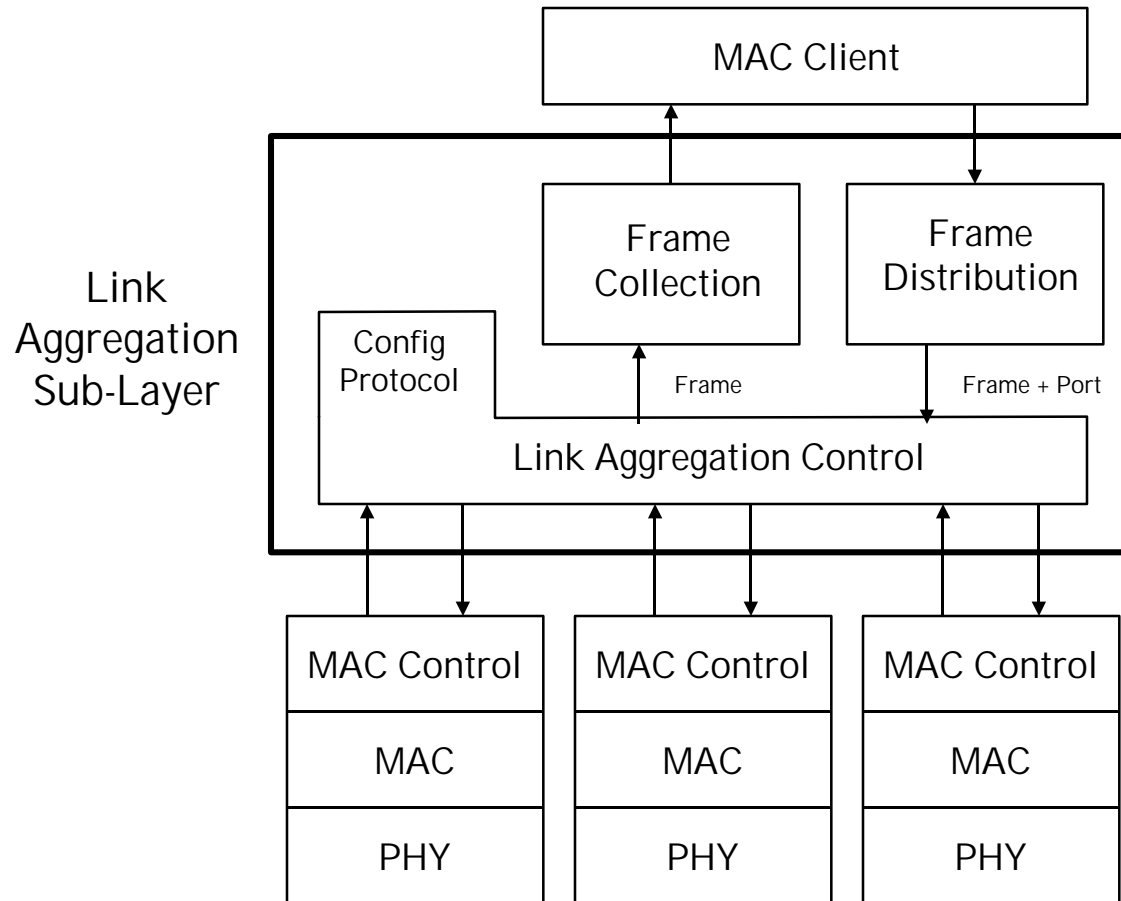 MAC Client
Frame
Collection
Frame
Distribution
Link
Aggregation
Sub-Layer
Config
Protocol
Frame
Frame + Port
Link Aggregation Control
MAC Control
MAC Control
MAC Control
MAC
MAC
MAC
PHY
PHY
PHY